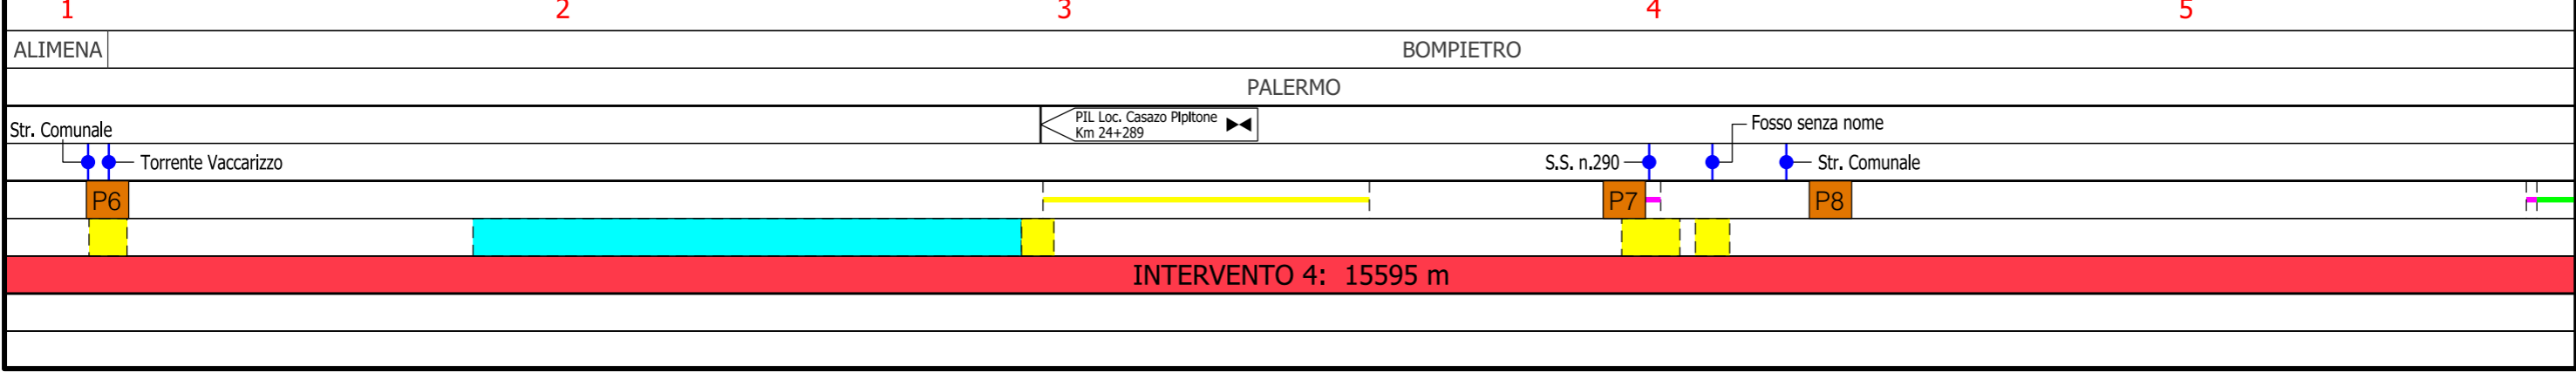 1 2 3 4 5
ALIMENA BOMPIETRO
PALERMO
PIL Loc. Casazo Pipitone
Km 24+289
Str. Comunale
Fosso senza nome
Torrente Vaccarizzo
S.S. n.290
Str. Comunale
P6 P7 P8
INTERVENTO 4: 15595 m